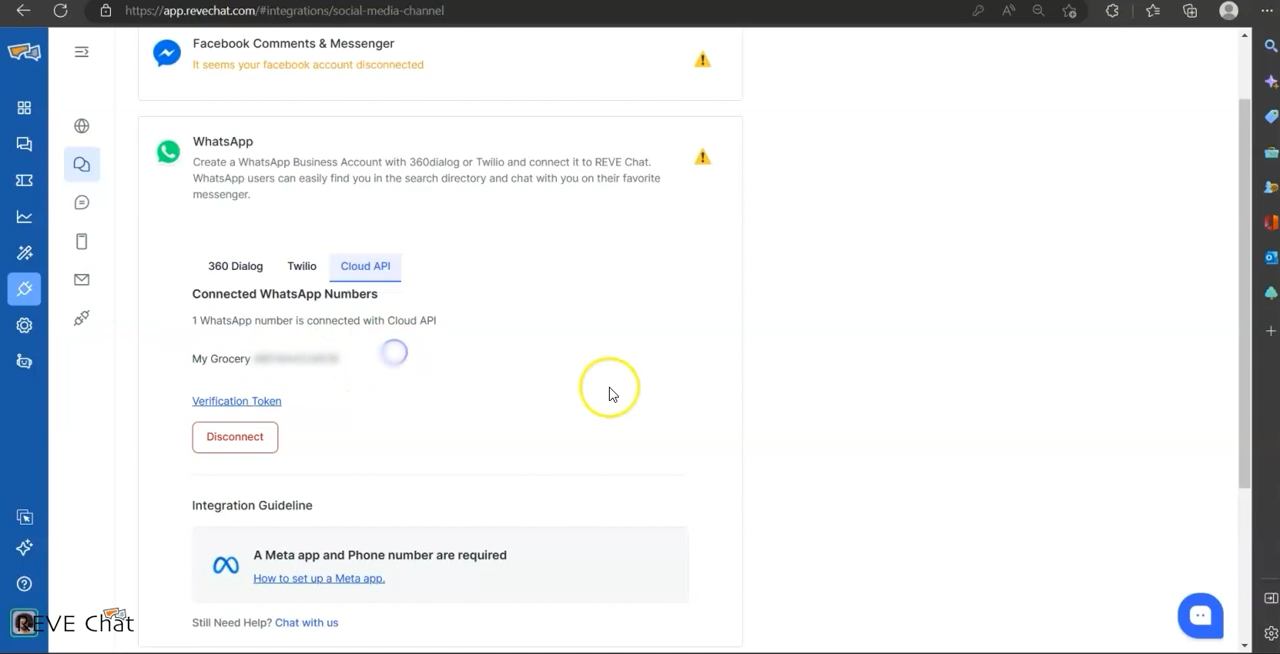 https://app.revechat.com/#integrations/social-media-channel
Facebook Comments & Messenger
It seems your facebook account disconnected
WhatsApp
Create a WhatsApp Business Account with 360dialog or Twilio and connect it to REVE Chat.
WhatsApp users can easily find you in the search directory and chat with you on their favorite
messenger.
360 Dialog Twilio Cloud API
Connected WhatsApp Numbers
1 WhatsApp number is connected with Cloud API
My Grocery
Verification Token
Disconnect
Integration Guideline
A Meta app and Phone number are required
How to set up a Meta app.
Still Need Help? Chat with us
REVE Chat